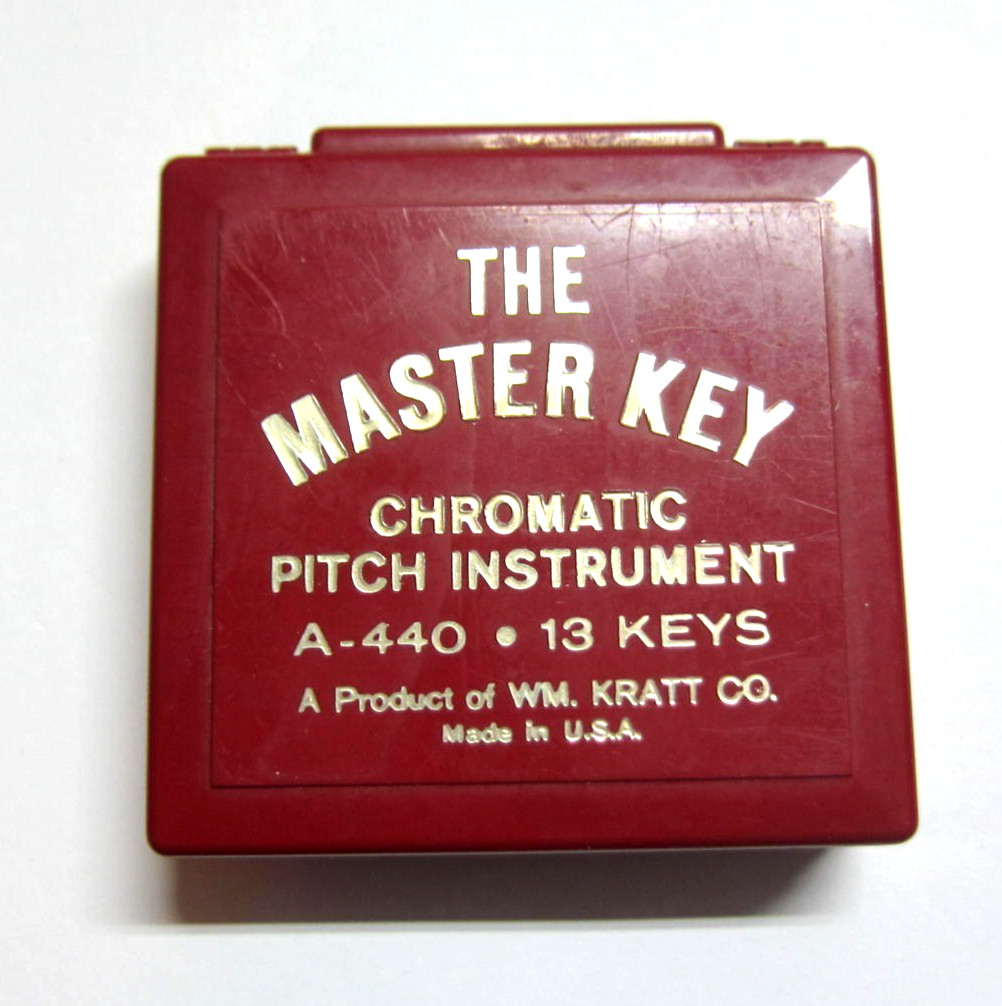 THE
MASTER KEY
CHROMATIC
PITCH INSTRUMENT
A-440 • 13 KEYS
A Product of WM. KRATT CO.
Made in U.S.A.